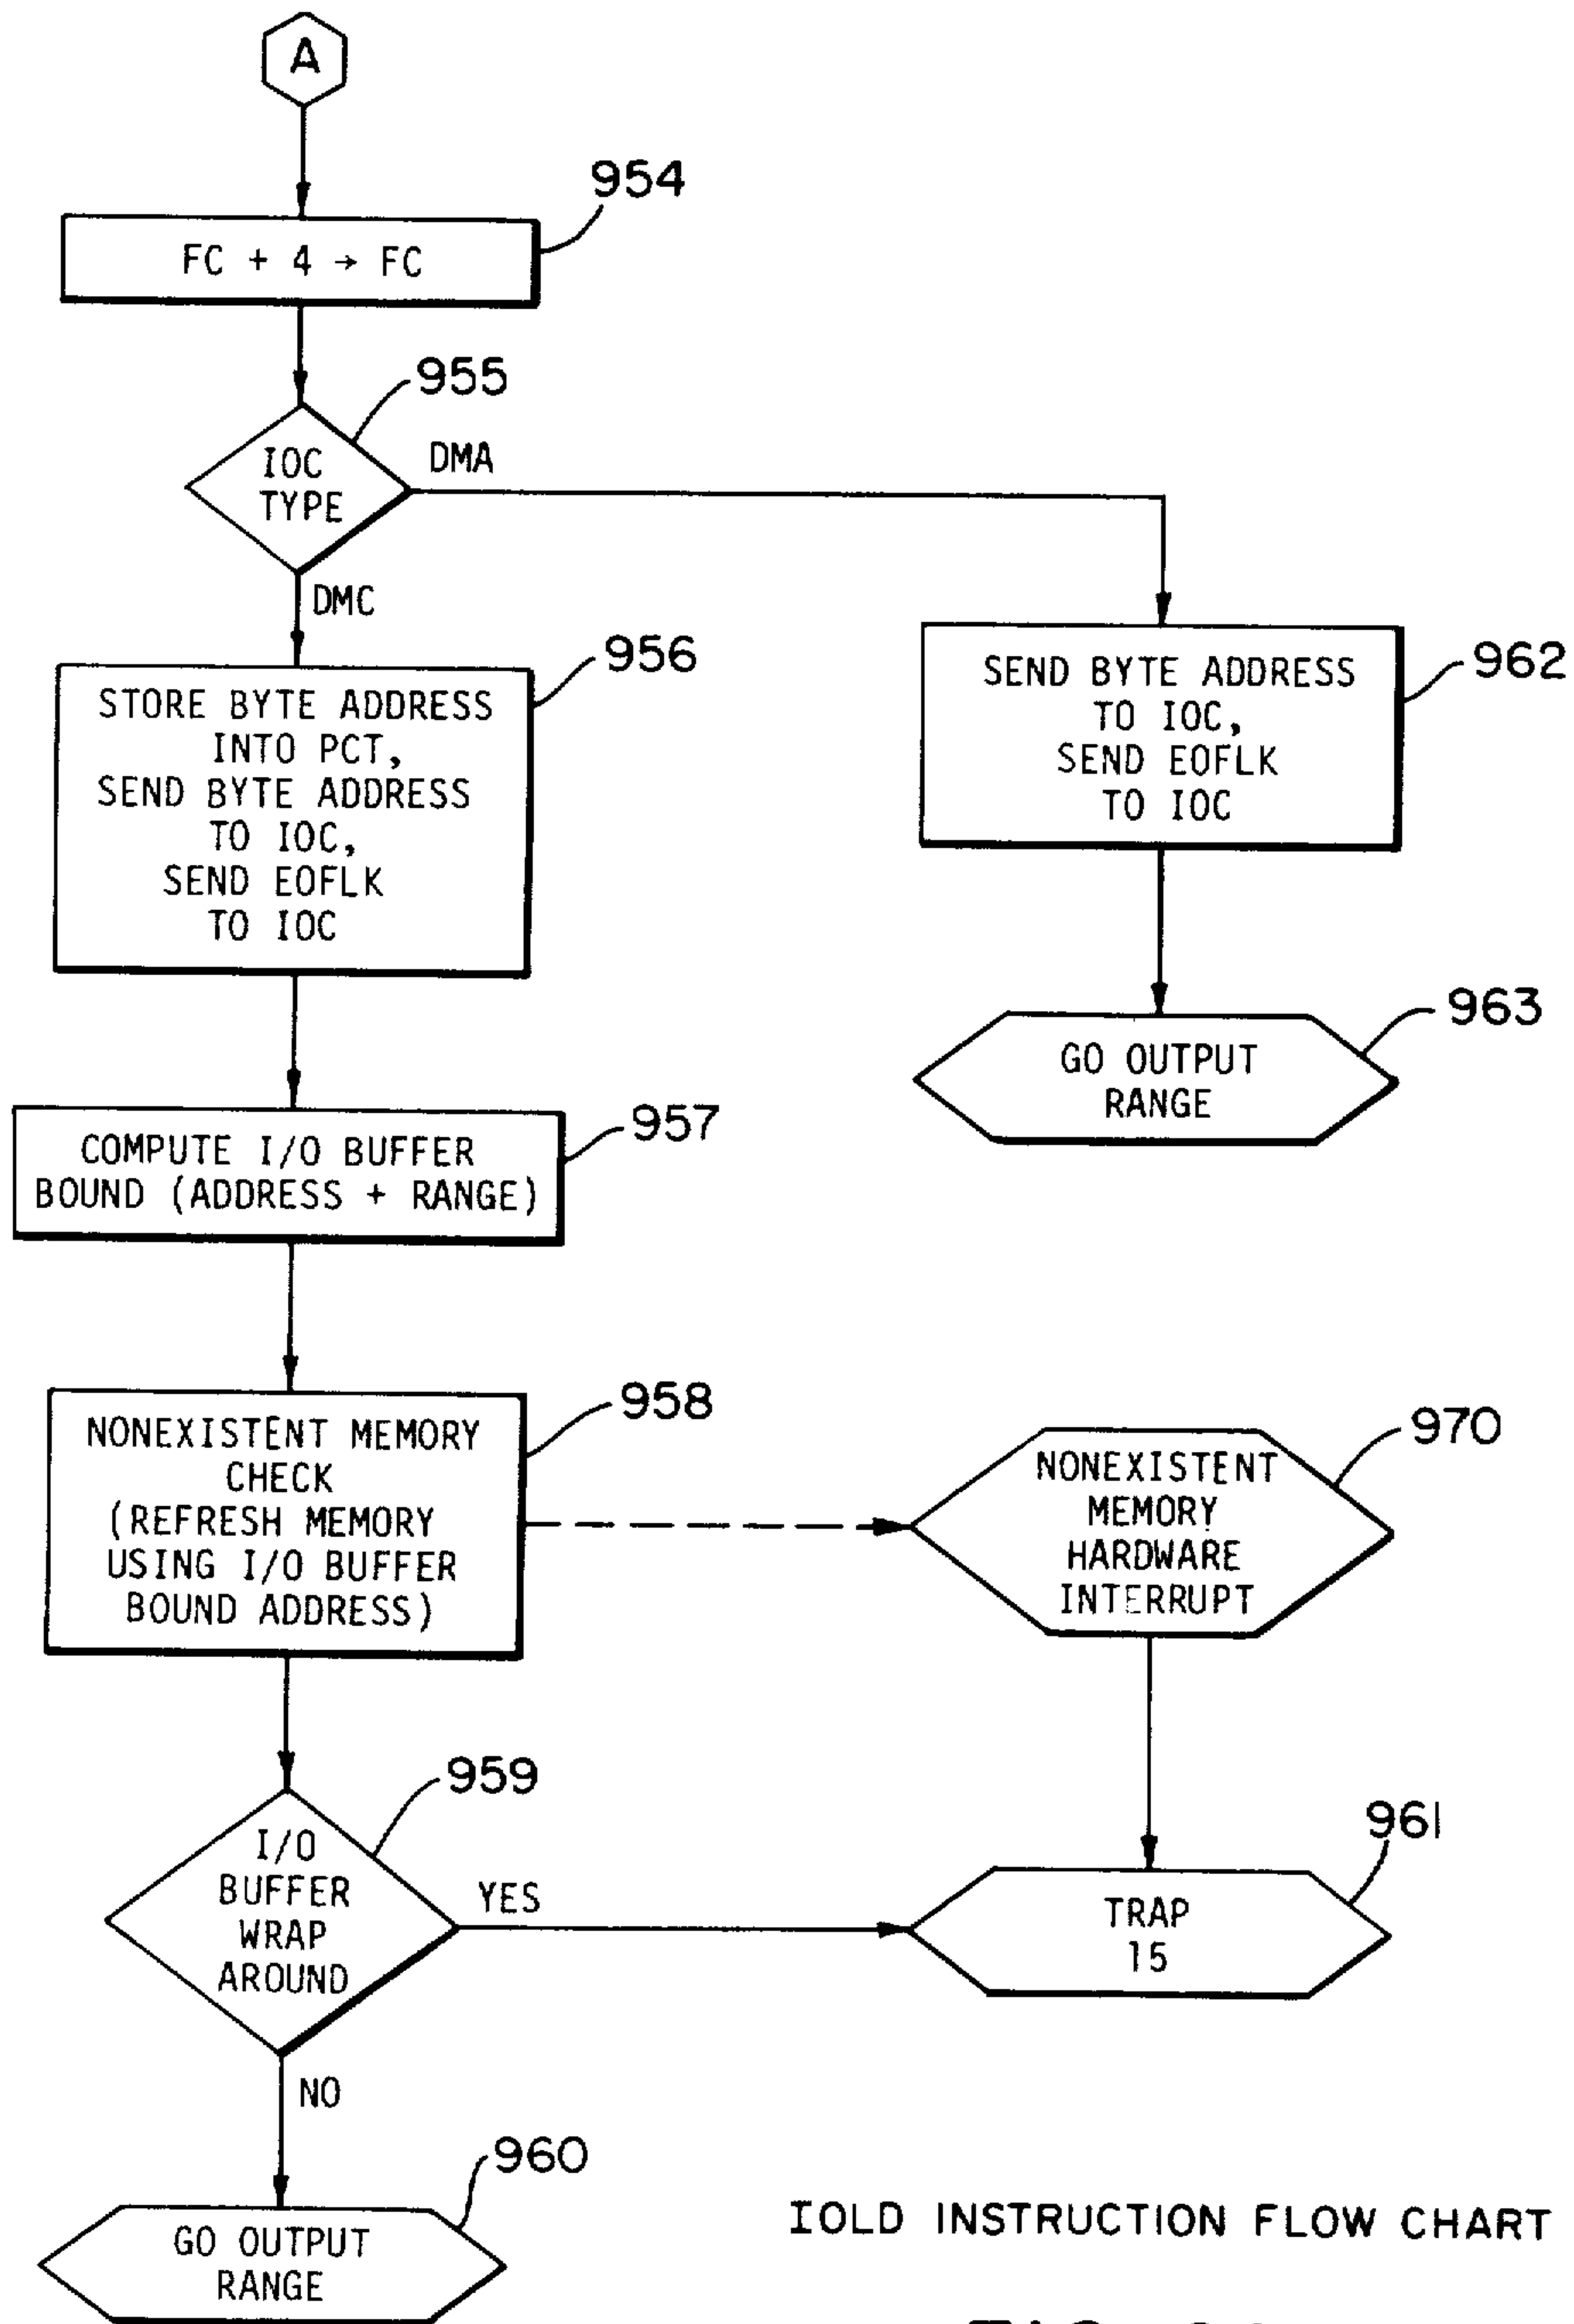 A
954
FC + 4 → FC
955
IOC
TYPE
DMA
DMC
956
STORE BYTE ADDRESS
INTO PCT,
SEND BYTE ADDRESS
TO IOC,
SEND EOFLK
TO IOC
962
SEND BYTE ADDRESS
TO IOC,
SEND EOFLK
TO IOC
963
GO OUTPUT
RANGE
957
COMPUTE I/O BUFFER
BOUND (ADDRESS + RANGE)
958
NONEXISTENT MEMORY
CHECK
(REFRESH MEMORY
USING I/O BUFFER
BOUND ADDRESS)
970
NONEXISTENT
MEMORY
HARDWARE
INTERRUPT
959
I/O
BUFFER
WRAP
AROUND
YES
961
TRAP
15
NO
960
GO OUTPUT
RANGE
IOLD INSTRUCTION FLOW CHART